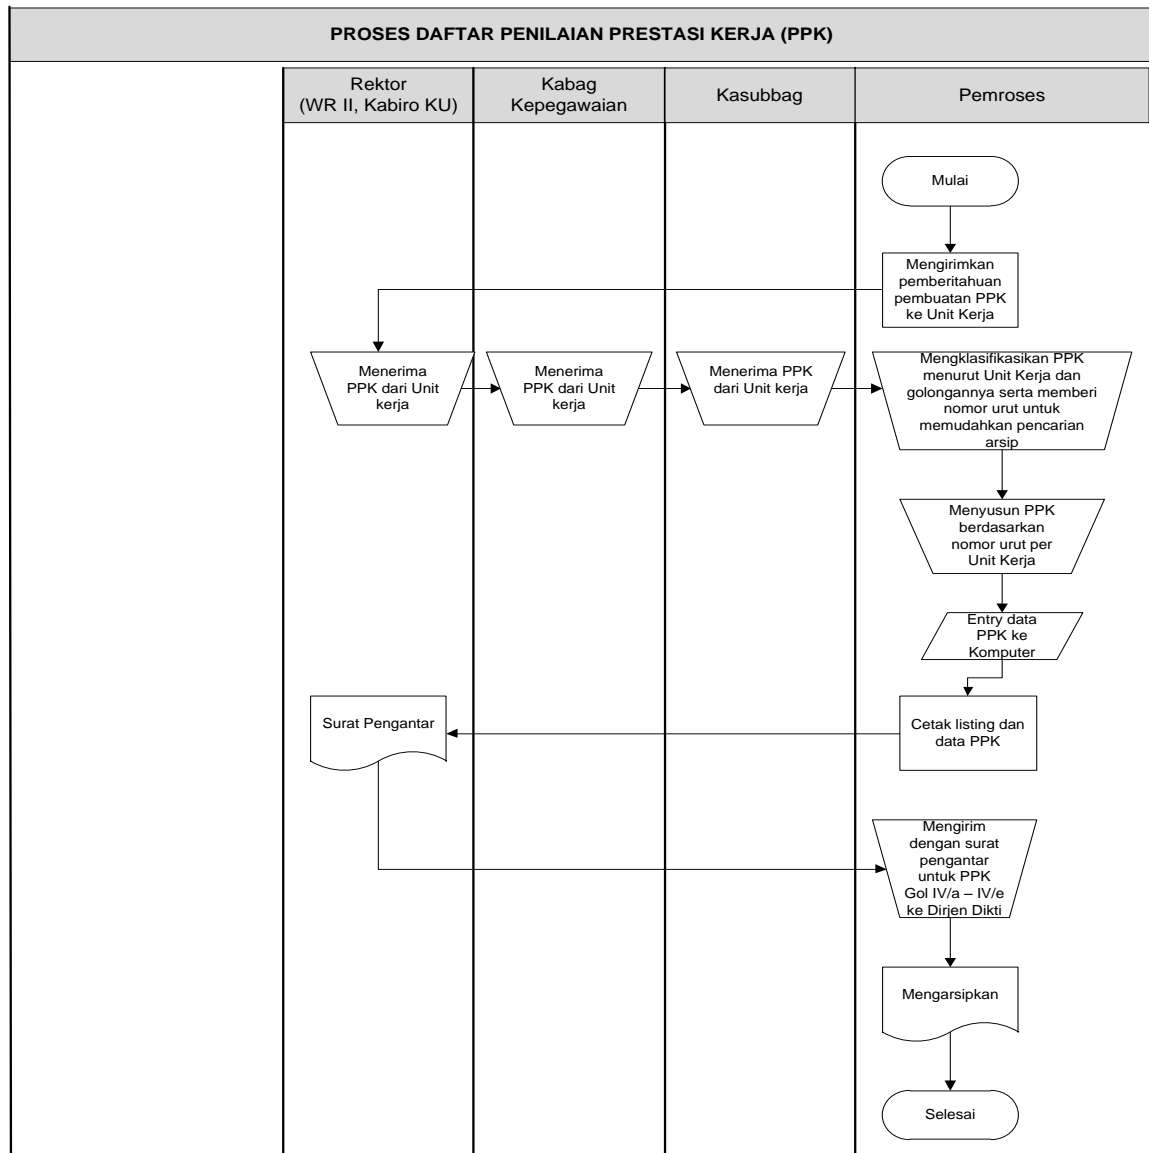 PROSES DAFTAR PENILAIAN PRESTASI KERJA (PPK)
Rektor
(WR II, Kabiro KU)
Kabag
Kepegawaian
Kasubbag
Pemroses
Mulai
Mengirimkan
pemberitahuan
pembuatan PPK
ke Unit Kerja
Menerima
PPK dari Unit
kerja
Menerima
PPK dari Unit
kerja
Menerima PPK
dari Unit kerja
Mengklasifikasikan PPK
menurut Unit Kerja dan
golongannya serta memberi
nomor urut untuk
memudahkan pencarian
arsip
Menyusun PPK
berdasarkan
nomor urut per
Unit Kerja
Entry data
PPK ke
Komputer
Cetak listing dan
data PPK
Surat Pengantar
Mengirim
dengan surat
pengantar
untuk PPK
Gol IV/a – IV/e
ke Dirjen Dikti
Mengarsipkan
Selesai